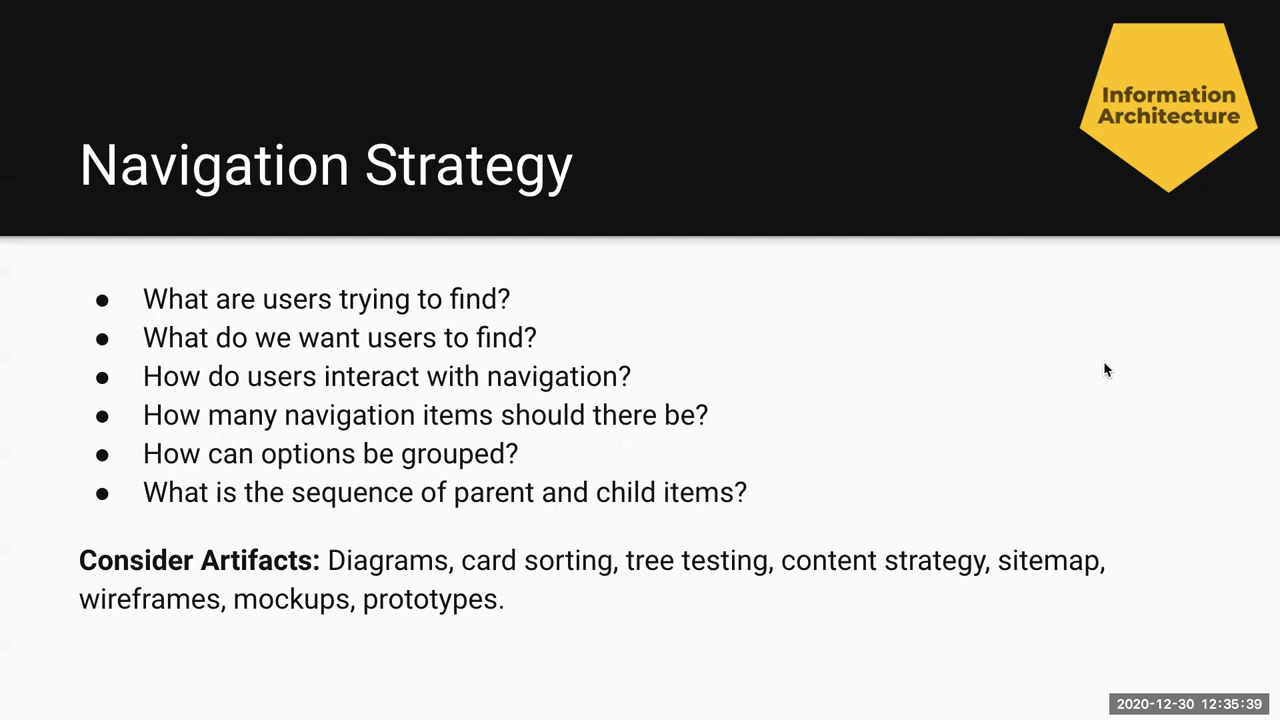 Information
Architecture
Navigation Strategy
● What are users trying to find?
● What do we want users to find?
● How do users interact with navigation?
● How many navigation items should there be?
● How can options be grouped?
● What is the sequence of parent and child items?
Consider Artifacts: Diagrams, card sorting, tree testing, content strategy, sitemap,
wireframes, mockups, prototypes.
2020-12-30 12:35:39